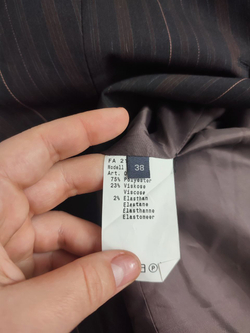 38
FA 2
Modell
Art.
75% Polyester
23% Viskose
Viscose
2% Elasthan
Elastane
Elasthanne
Elastomeer
E P